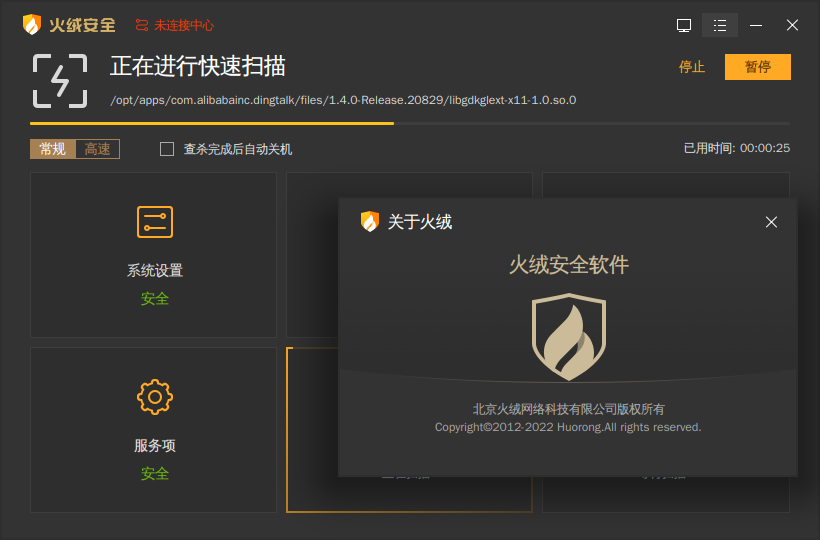 火绒安全
未连接中心
正在进行快速扫描
停止
暂停
/opt/apps/com.alibabainc.dingtalk/files/1.4.0-Release.20829/libgdkglext-x11-1.0.so.0
常规
高速
查杀完成后自动关机
已用时间: 00:00:25
系统设置
安全
关于火绒
火绒安全软件
北京火绒网络科技有限公司版权所有
Copyright©2012-2022 Huorong.All rights reserved.
服务项
安全